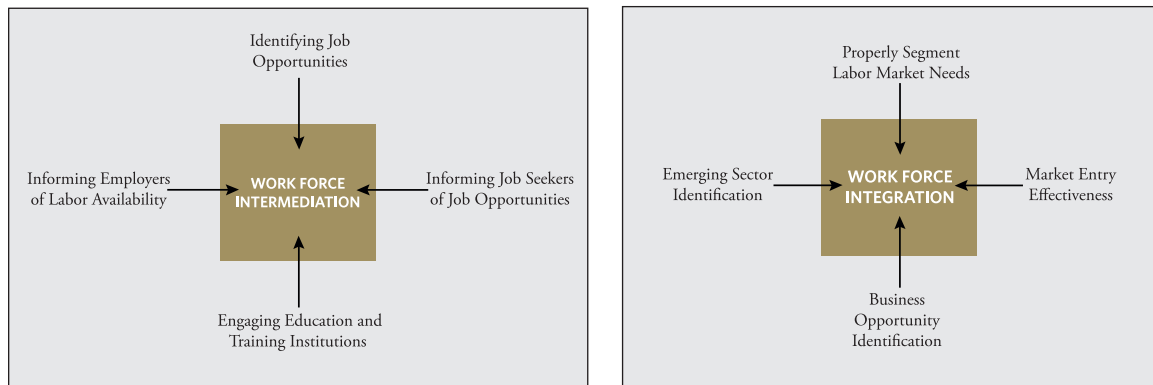 Identifying Job
Opportunities
Informing Employers
of Labor Availability
WORK FORCE
INTERMEDIATION
Informing Job Seekers
of Job Opportunities
Engaging Education and
Training Institutions
Properly Segment
Labor Market Needs
Emerging Sector
Identification
WORK FORCE
INTEGRATION
Market Entry
Effectiveness
Business
Opportunity
Identification